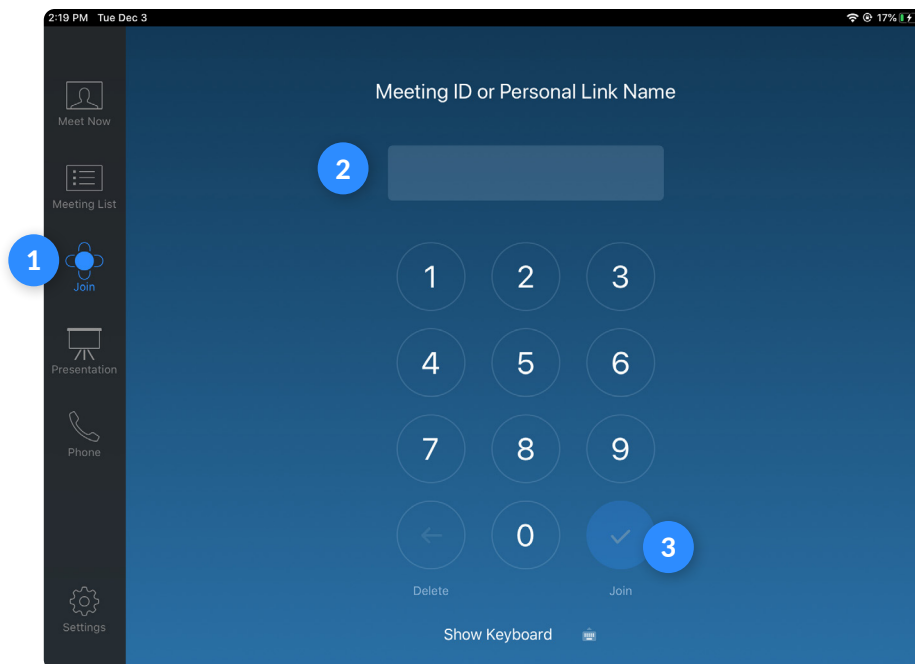 2:19 PM Tue Dec 3
17%
Meet Now
Meeting List
1
Join
Presentation
Phone
Settings
Meeting ID or Personal Link Name
2
1 2 3
4 5 6
7 8 9
0
3
Delete Join
Show Keyboard